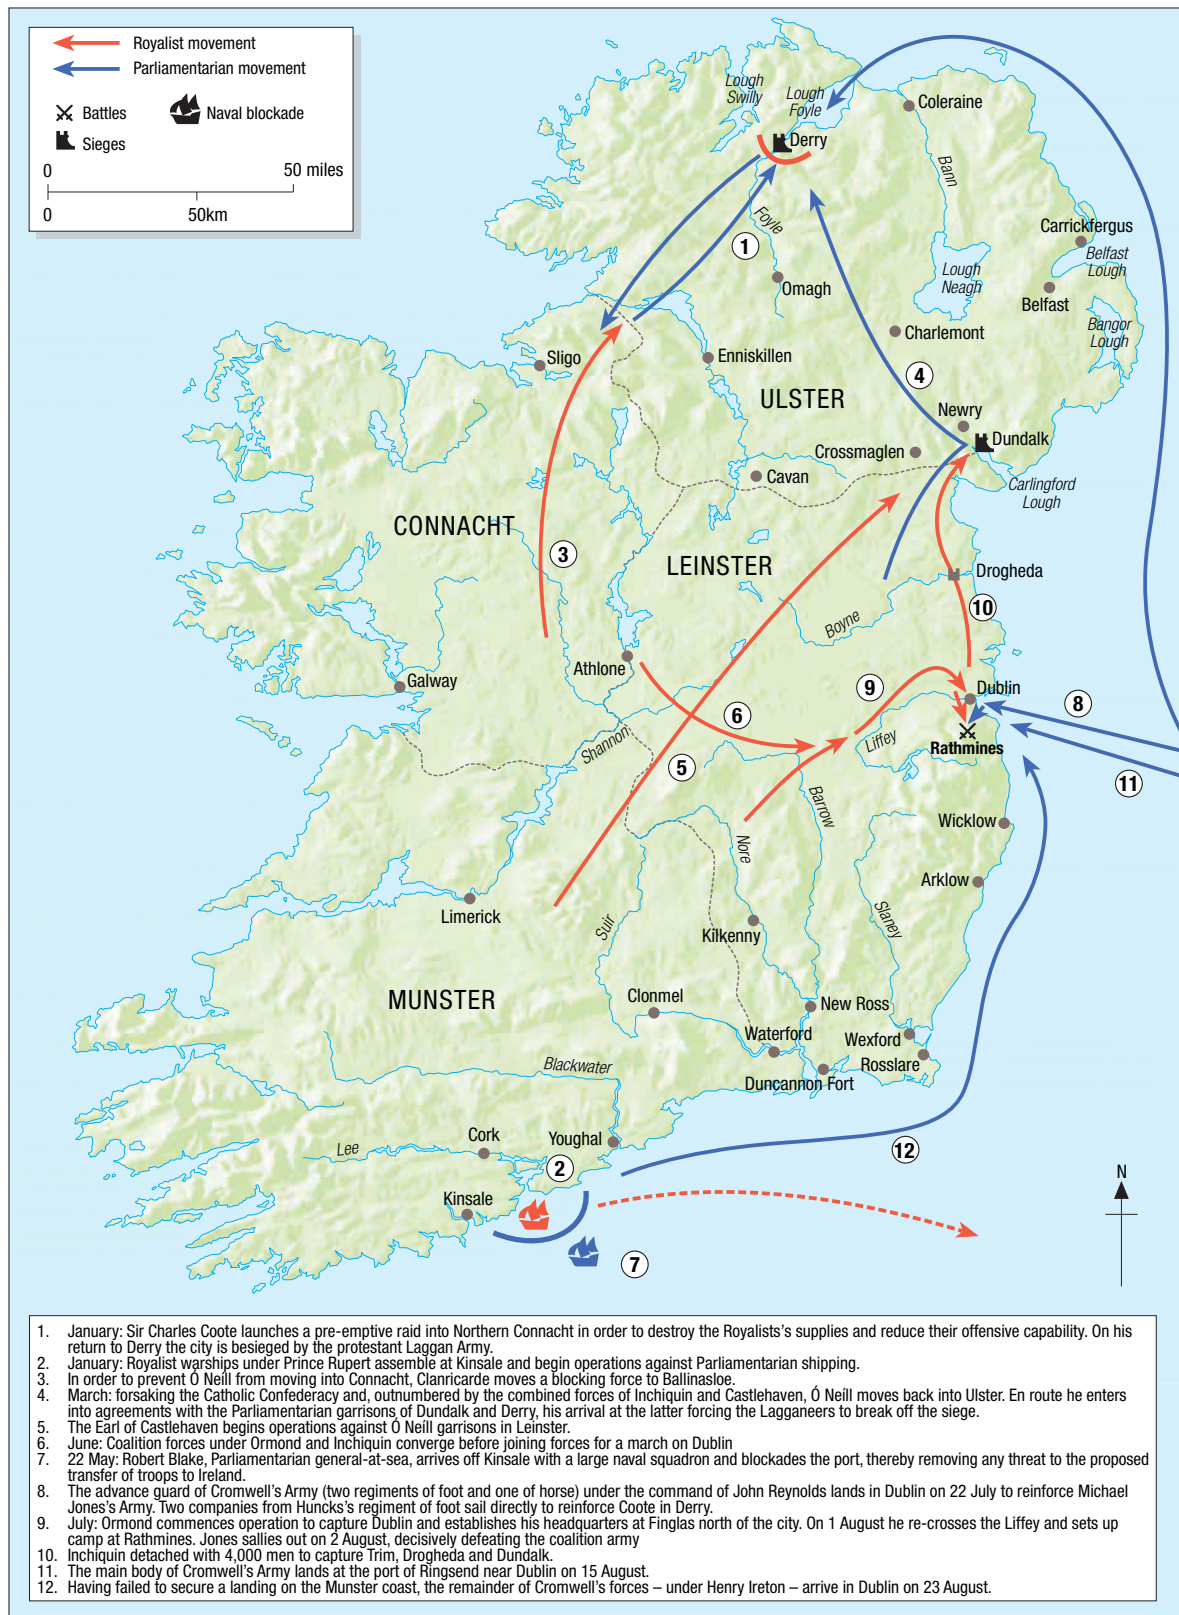 Royalist movement
Parliamentarian movement
Battles
Naval blockade
Sieges
0
50 miles
0
50km
Lough
Swilly
Lough
Foyle
Coleraine
Derry
Bann
Foyle
1
Carrickfergus
Belfast
Lough
Lough
Neagh
Omagh
Belfast
Bangor
Lough
Charlemont
Sligo
Enniskillen
4
ULSTER
Newry
Dundalk
Crossmaglen
Cavan
Carlingford
Lough
CONNACHT
3
LEINSTER
Drogheda
10
Boyne
Athlone
Galway
9
Dublin
8
6
Shannon
Liffey
Rathmines
5
11
Barrow
Wicklow
Nore
Arklow
Limerick
Suir
Slaney
Kilkenny
MUNSTER
Clonmel
New Ross
Waterford
Wexford
Rosslare
Blackwater
Duncannon Fort
Lee
Cork
Youghal
12
2
Kinsale
N
7
1. January: Sir Charles Coote launches a pre-emptive raid into Northern Connacht in order to destroy the Royalists's supplies and reduce their offensive capability. On his
return to Derry the city is besieged by the protestant Laggan Army.
2. January: Royalist warships under Prince Rupert assemble at Kinsale and begin operations against Parliamentarian shipping.
3. In order to prevent Ó Neíll from moving into Connacht, Clanricarde moves a blocking force to Ballinasloe.
4. March: forsaking the Catholic Confederacy and, outnumbered by the combined forces of Inchiquin and Castlehaven, Ó Neíll moves back into Ulster. En route he enters
into agreements with the Parliamentarian garrisons of Dundalk and Derry, his arrival at the latter forcing the Lagganeers to break off the siege.
5. The Earl of Castlehaven begins operations against Ó Neíll garrisons in Leinster.
6. June: Coalition forces under Ormond and Inchiquin converge before joining forces for a march on Dublin
7. 22 May: Robert Blake, Parliamentarian general-at-sea, arrives off Kinsale with a large naval squadron and blockades the port, thereby removing any threat to the proposed
transfer of troops to Ireland.
8. The advance guard of Cromwell's Army (two regiments of foot and one of horse) under the command of John Reynolds lands in Dublin on 22 July to reinforce Michael
Jones's Army. Two companies from Huncks's regiment of foot sail directly to reinforce Coote in Derry.
9. July: Ormond commences operation to capture Dublin and establishes his headquarters at Finglas north of the city. On 1 August he re-crosses the Liffey and sets up
camp at Rathmines. Jones sallies out on 2 August, decisively defeating the coalition army
10. Inchiquin detached with 4,000 men to capture Trim, Drogheda and Dundalk.
11. The main body of Cromwell's Army lands at the port of Ringsend near Dublin on 15 August.
12. Having failed to secure a landing on the Munster coast, the remainder of Cromwell's forces – under Henry Ireton – arrive in Dublin on 23 August.